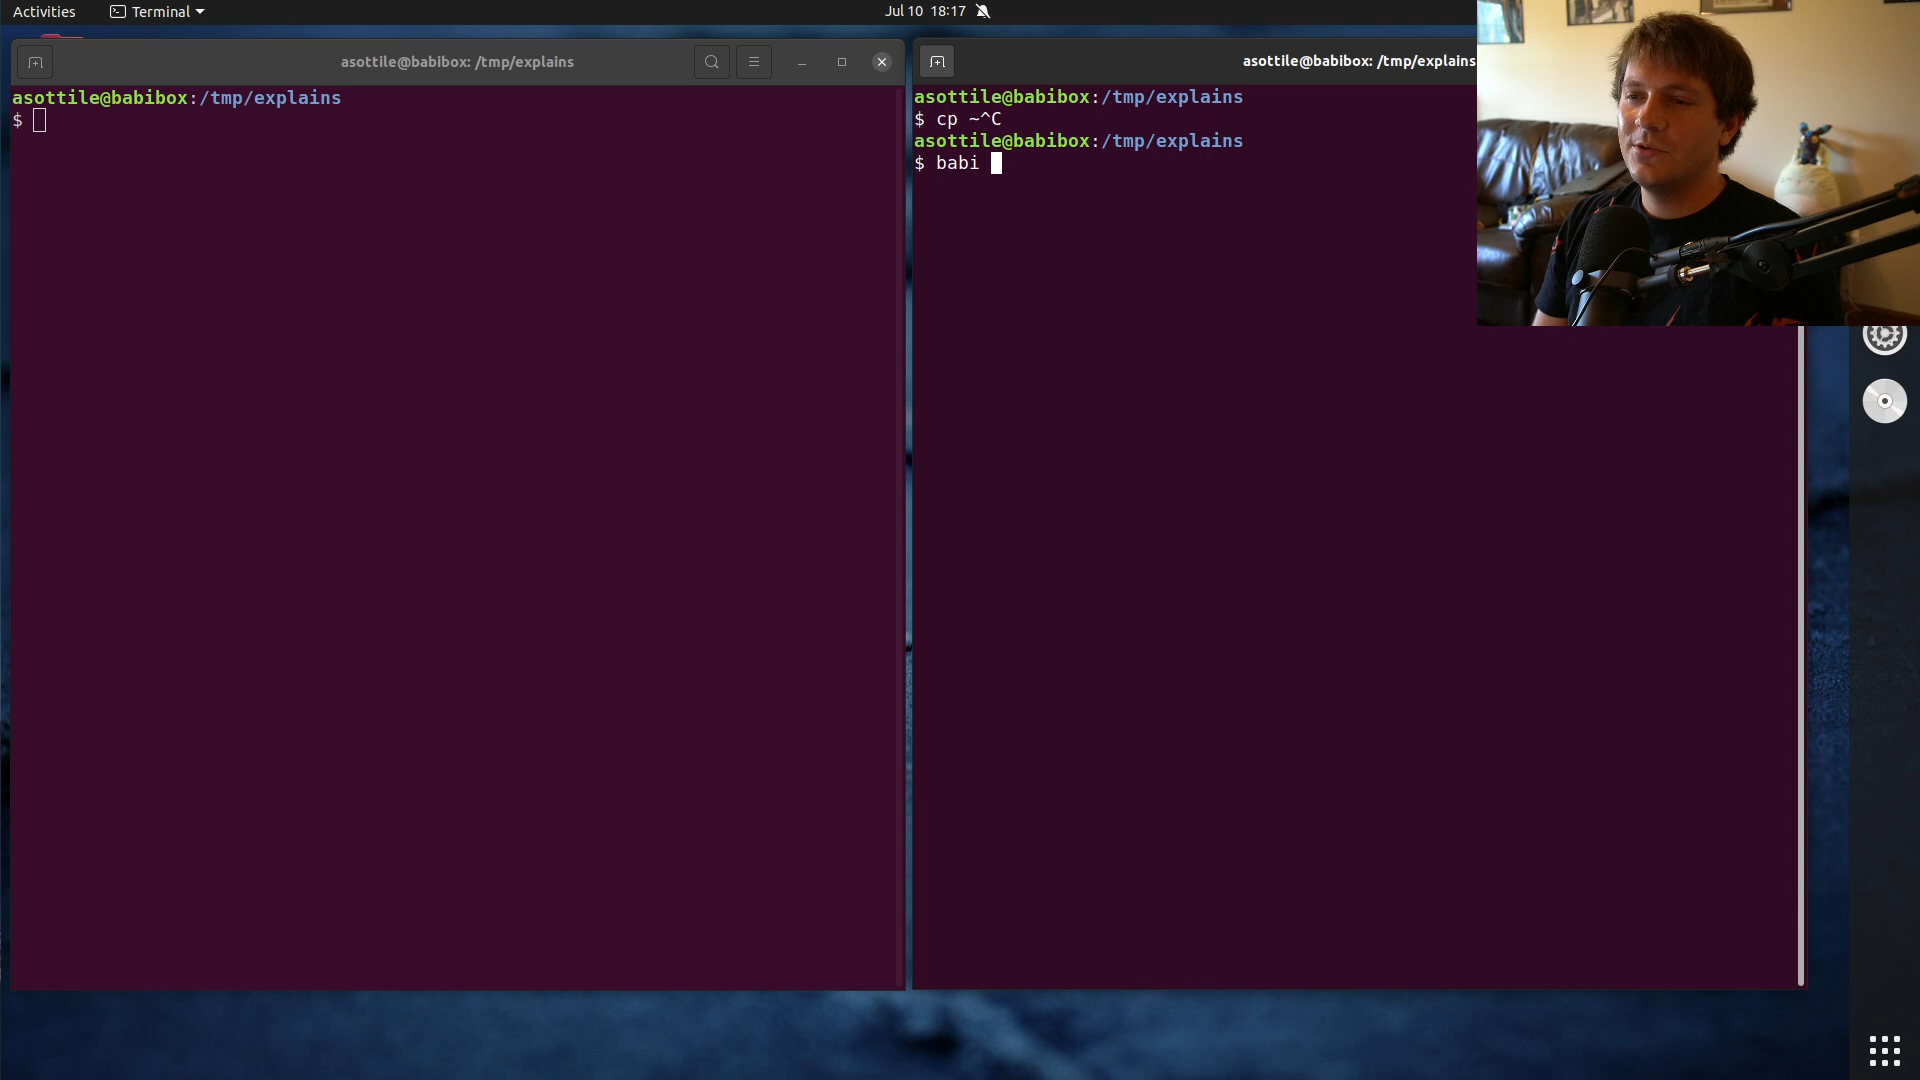 Activities Terminal Jul 10 18:17
asottile@babibox: /tmp/explains
asottile@babibox:/tmp/explains
$
asottile@babibox: /tmp/explains
asottile@babibox:/tmp/explains
$ cp ~^C
asottile@babibox:/tmp/explains
$ babi